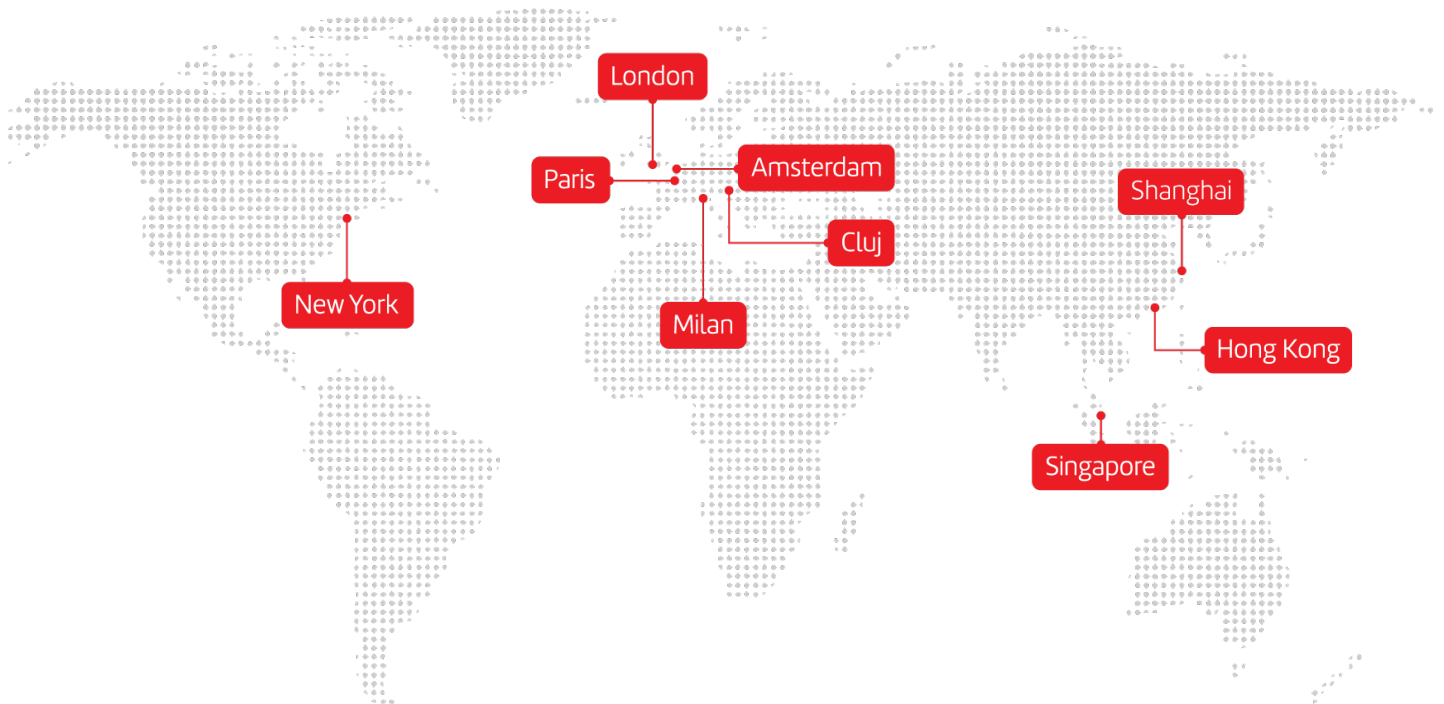 London
Paris
Amsterdam
Shanghai
Cluj
New York
Milan
Hong Kong
Singapore